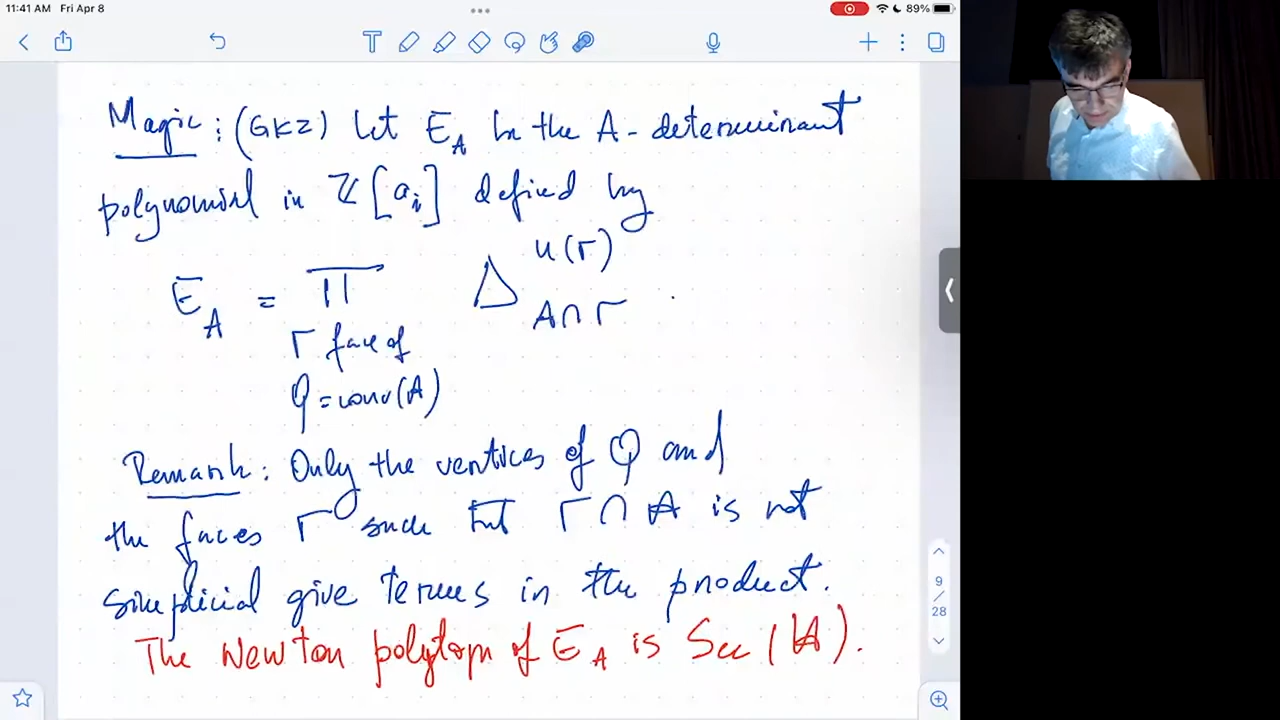 11:41 AM Fri Apr 8
89%
Magic : (GKZ) Let E_A be the A-determinant
polynomial in ℤ[a_i] defined by
E_A = ∏ Δ_{A∩Γ}^{u(Γ)}
Γ face of
Q = conv(A)
Remark : Only the vertices of Q and
the faces Γ such that Γ∩A is not
simplicial give terms in the product.
The Newton polytope of E_A is Sec(A).
9
/
28